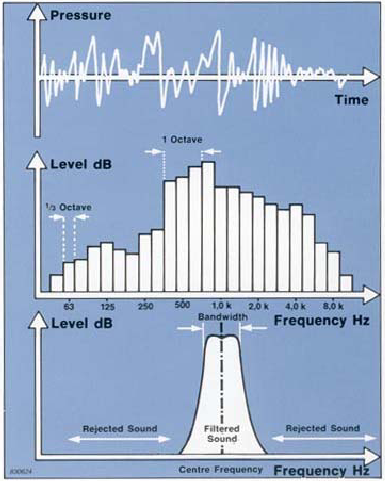 Pressure
Time
Level dB
1 Octave
1/3 Octave
63 125 250 500 1,0 k 2,0 k 4,0 k 8,0 k
Frequency Hz
Level dB
Bandwidth
Rejected Sound
Filtered
Sound
Rejected Sound
Centre Frequency
Frequency Hz